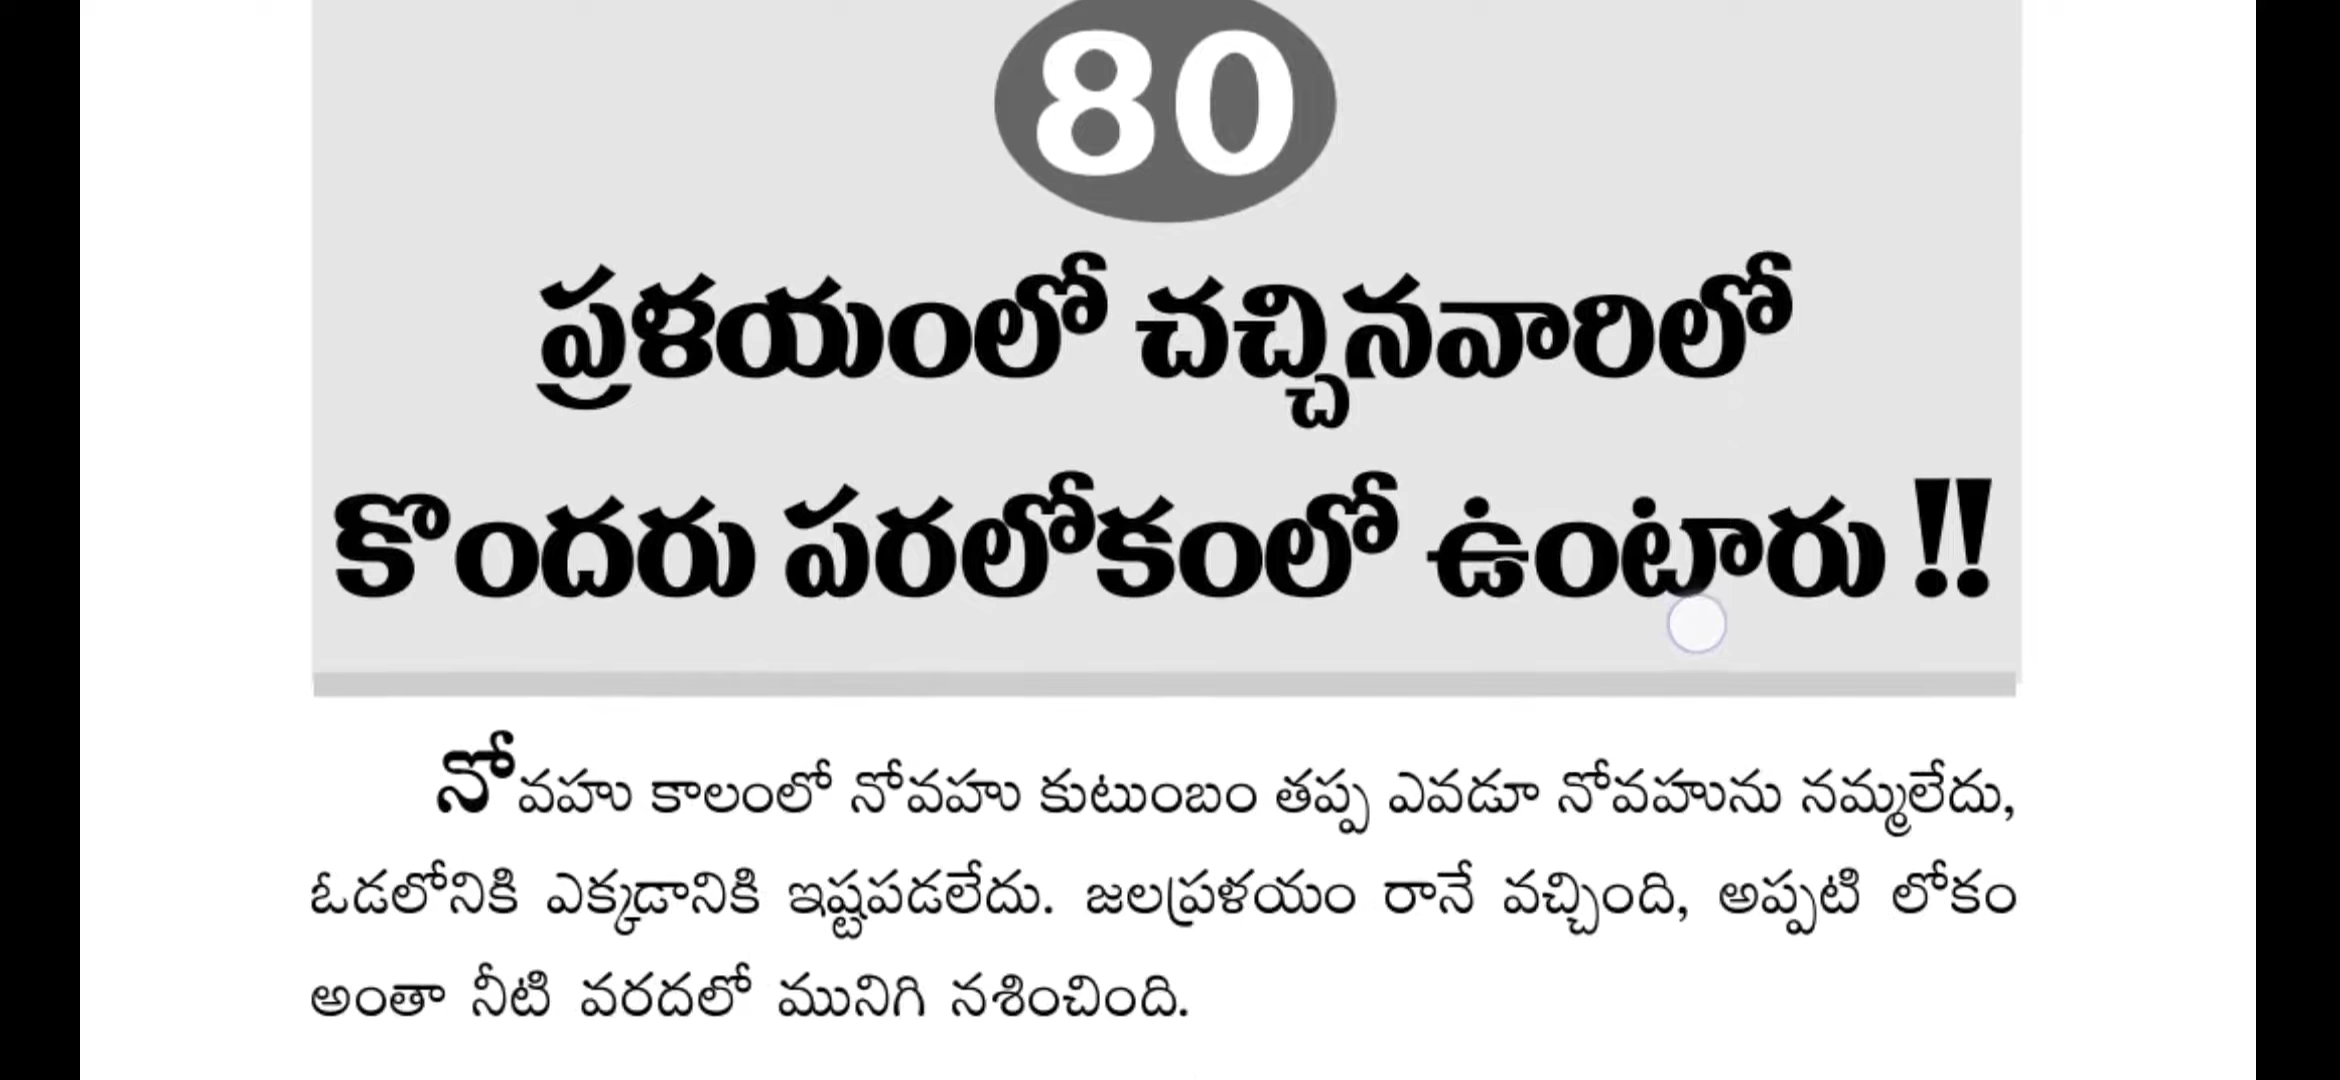 80
ప్రళయంలో చచ్చినవారిలో
కొందరు పరలోకంలో ఉంటారు !!
నోవహు కాలంలో నోవహు కుటుంబం తప్ప ఎవడూ నోవహును నమ్మలేదు,
ఓడలోనికి ఎక్కడానికి ఇష్టపడలేదు. జలప్రళయం రానే వచ్చింది, అప్పటి లోకం
అంతా నీటి వరదలో మునిగి నశించింది.